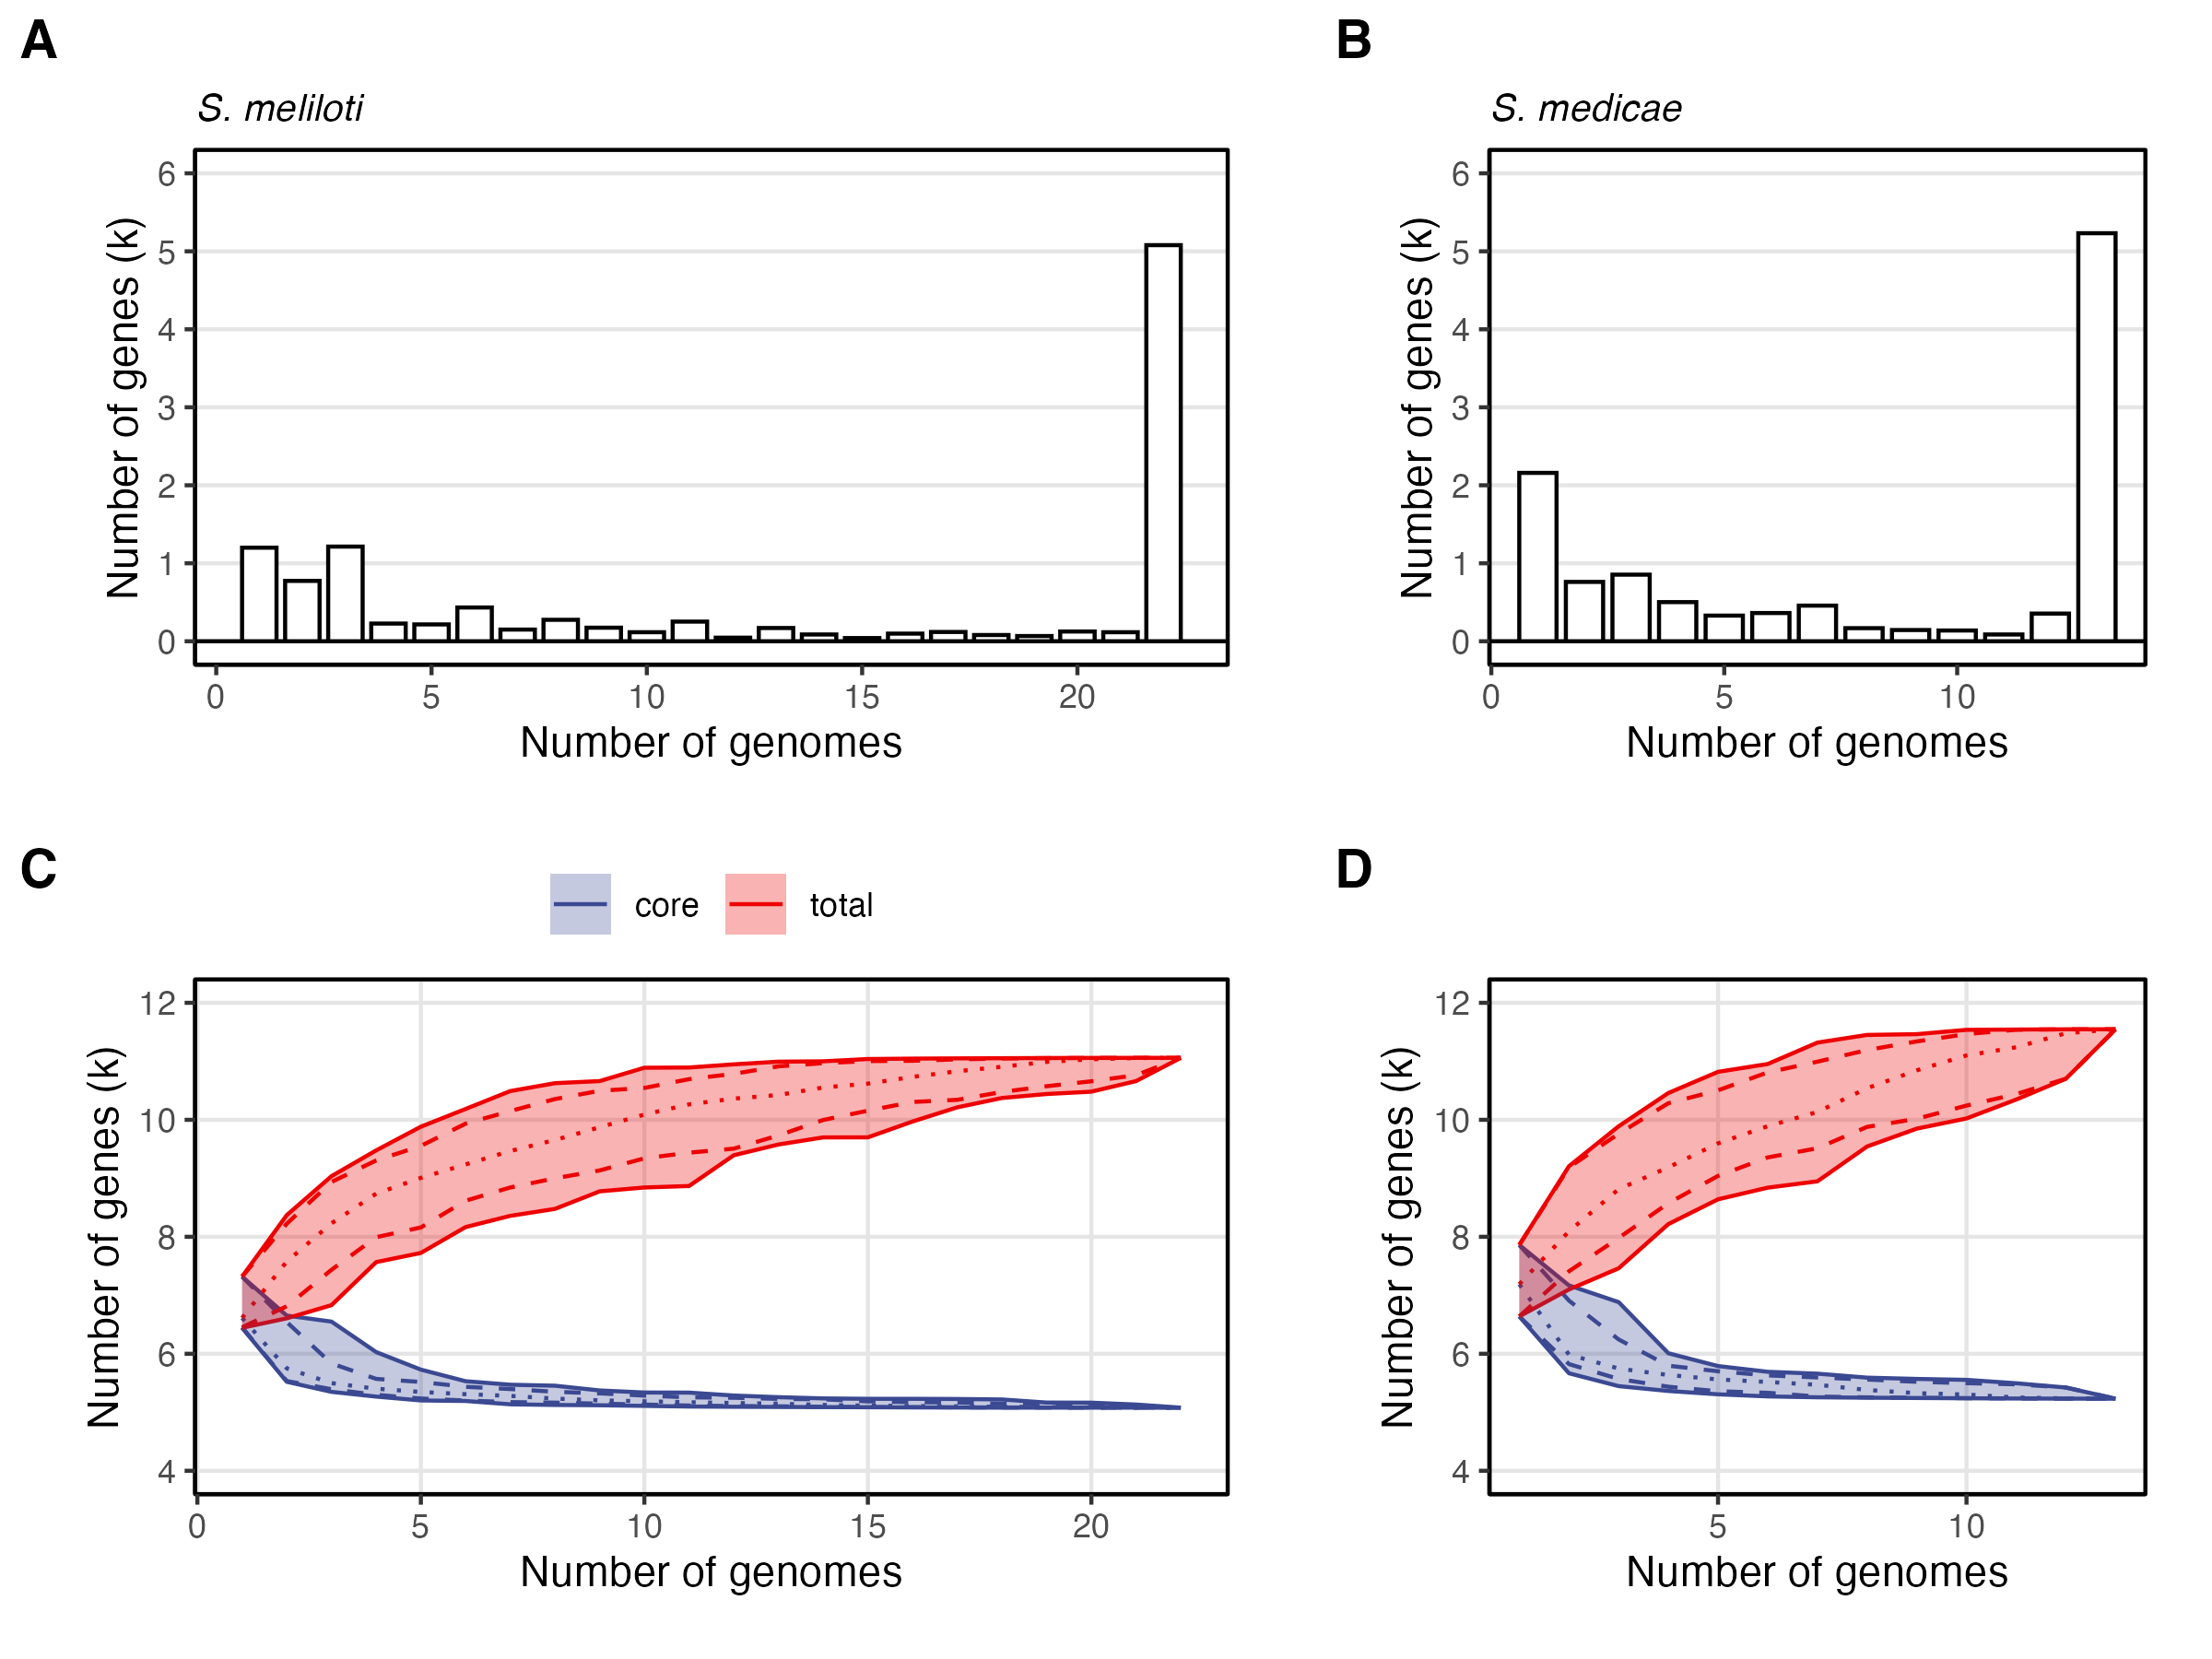 A
B
S. meliloti
S. medicae
Number of genes (k)
6
5
4
3
2
1
0
0 5 10 15 20
Number of genomes
Number of genes (k)
6
5
4
3
2
1
0
0 5 10
Number of genomes
C
D
core total
Number of genes (k)
12
10
8
6
4
0 5 10 15 20
Number of genomes
Number of genes (k)
12
10
8
6
4
5 10
Number of genomes